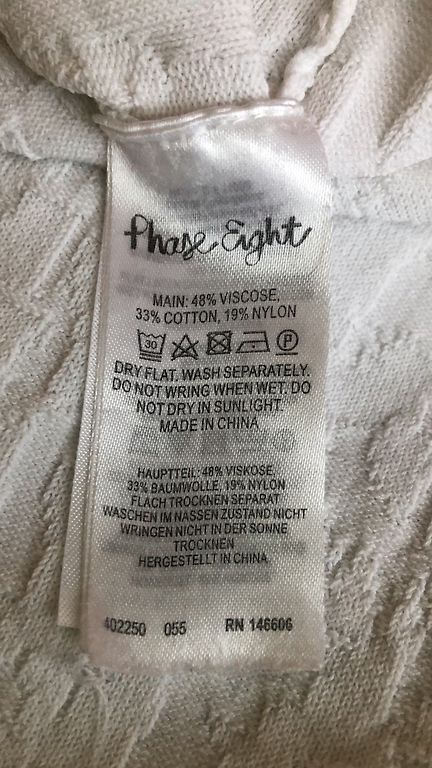 Phase Eight
MAIN: 48% VISCOSE,
33% COTTON, 19% NYLON
30 P
DRY FLAT. WASH SEPARATELY.
DO NOT WRING WHEN WET. DO
NOT DRY IN SUNLIGHT.
MADE IN CHINA
HAUPTTEIL: 48% VISKOSE,
33% BAUMWOLLE, 19% NYLON
FLACH TROCKNEN SEPARAT
WASCHEN IM NASSEN ZUSTAND NICHT
WRINGEN NICHT IN DER SONNE
TROCKNEN
HERGESTELLT IN CHINA
402250 055 RN 146606